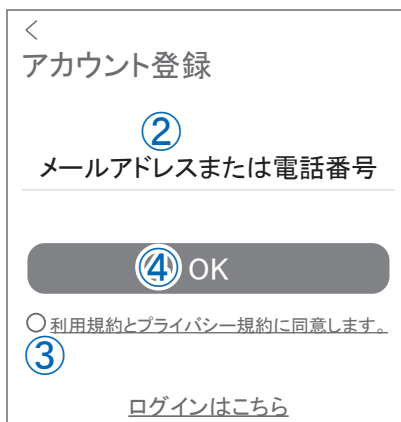 <
アカウント登録
②
メールアドレスまたは電話番号
④ OK
〇利用規約とプライバシー規約に同意します。
③
ログインはこちら